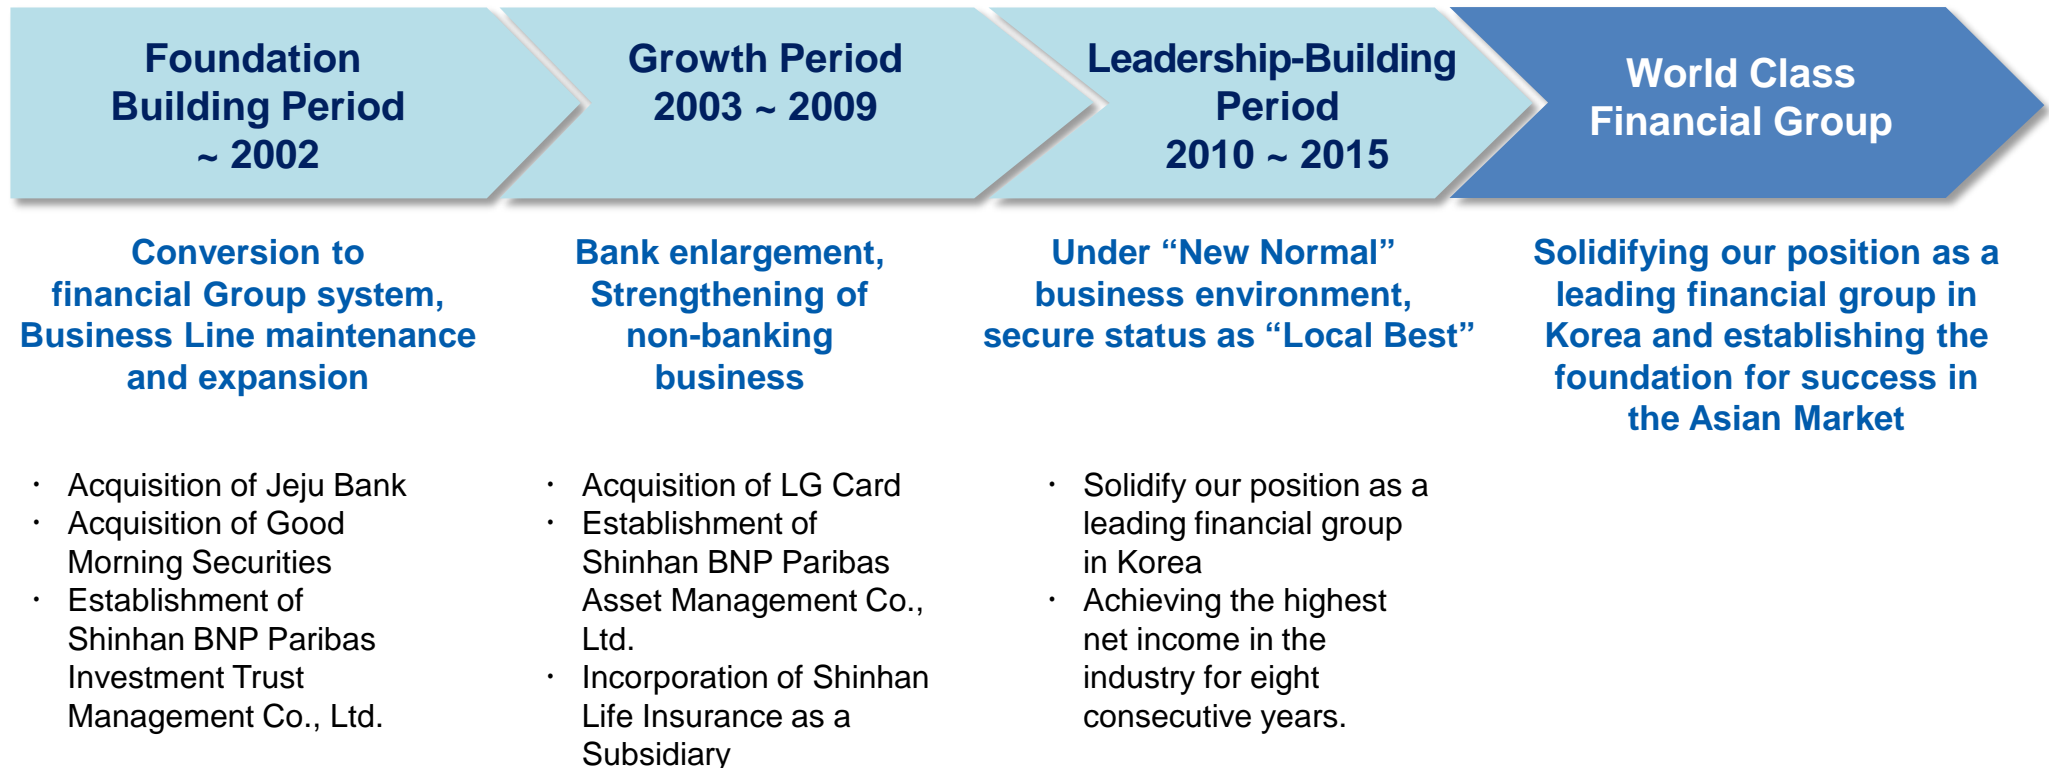 Foundation
Building Period
~ 2002
Growth Period
2003 ~ 2009
Leadership-Building
Period
2010 ~ 2015
World Class
Financial Group
Conversion to
financial Group system,
Business Line maintenance
and expansion
Bank enlargement,
Strengthening of
non-banking
business
Under “New Normal”
business environment,
secure status as “Local Best”
Solidifying our position as a
leading financial group in
Korea and establishing the
foundation for success in
the Asian Market
· Acquisition of Jeju Bank
· Acquisition of Good
Morning Securities
· Establishment of
Shinhan BNP Paribas
Investment Trust
Management Co., Ltd.
· Acquisition of LG Card
· Establishment of
Shinhan BNP Paribas
Asset Management Co.,
Ltd.
· Incorporation of Shinhan
Life Insurance as a
Subsidiary
· Solidify our position as a
leading financial group
in Korea
· Achieving the highest
net income in the
industry for eight
consecutive years.